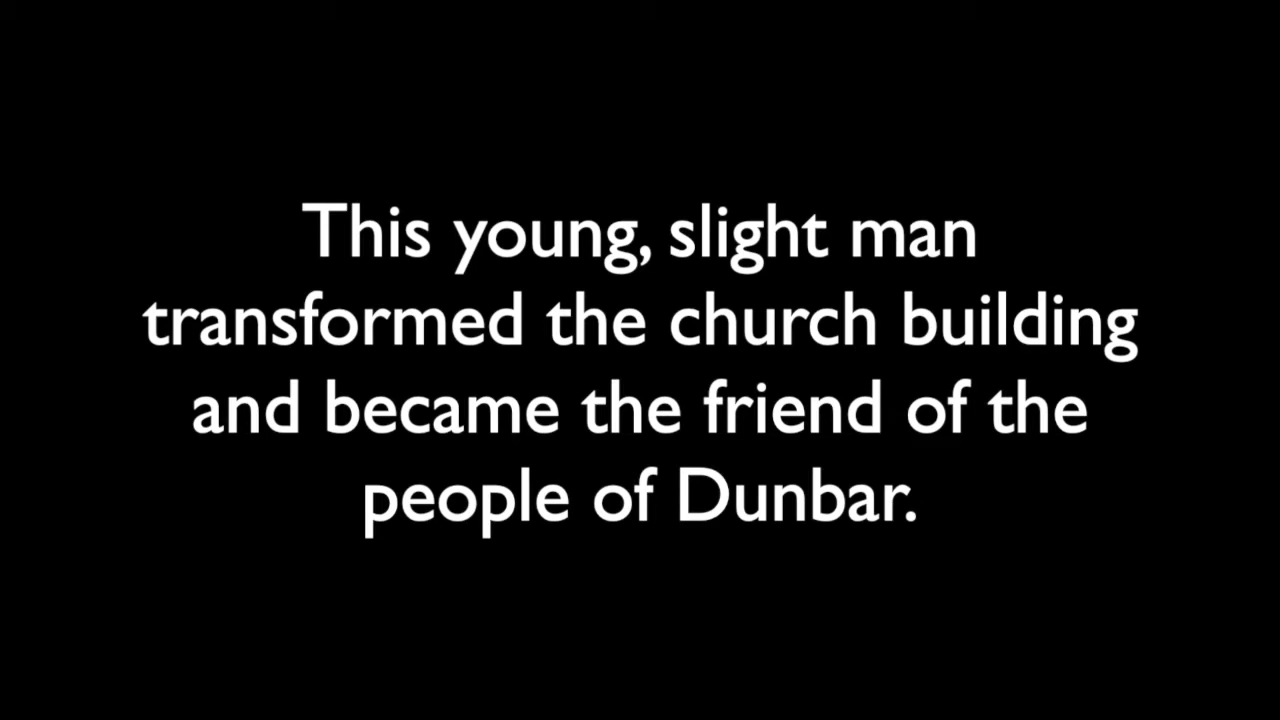 This young, slight man
transformed the church building
and became the friend of the
people of Dunbar.